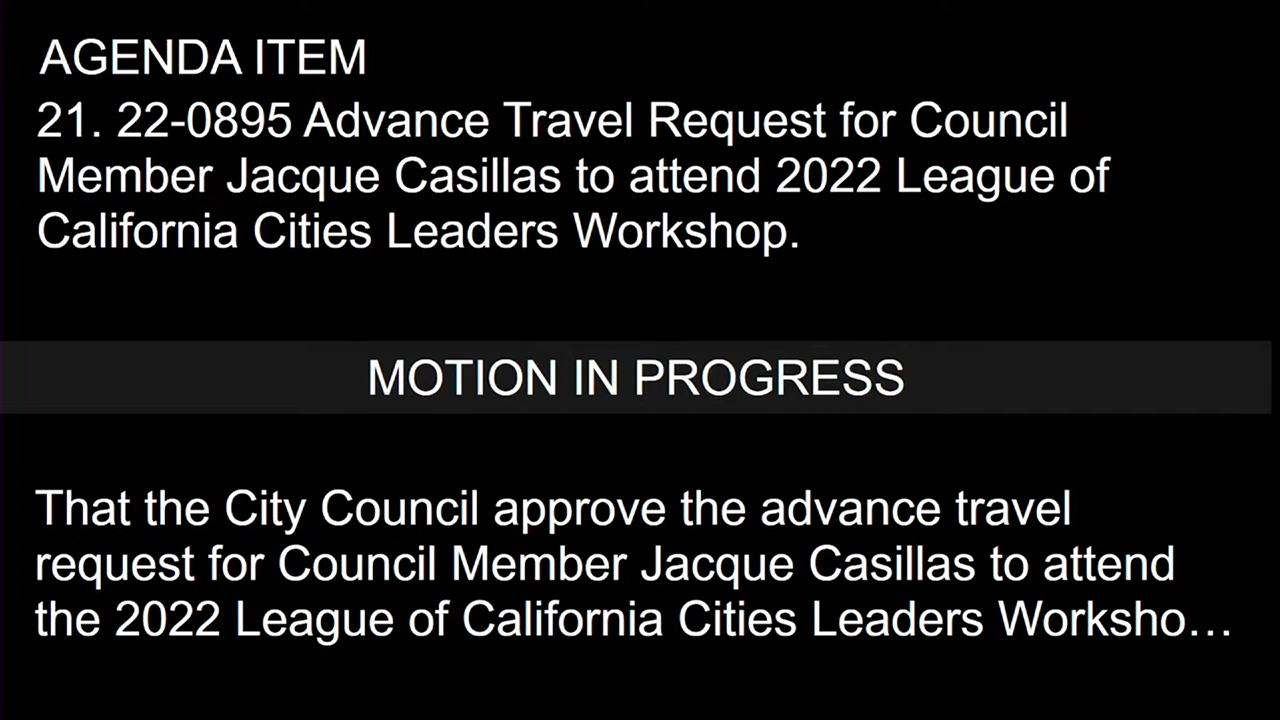 AGENDA ITEM
21. 22-0895 Advance Travel Request for Council
Member Jacque Casillas to attend 2022 League of
California Cities Leaders Workshop.
MOTION IN PROGRESS
That the City Council approve the advance travel
request for Council Member Jacque Casillas to attend
the 2022 League of California Cities Leaders Worksho…